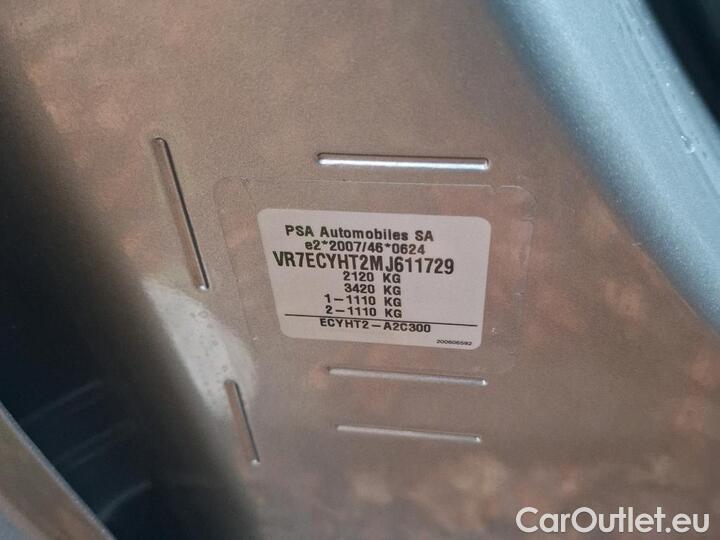 PSA Automobiles SA
e2*2007/46*0624
VR7ECYHT2MJ611729
2120 KG
3420 KG
1-1110 KG
2-1110 KG
ECYHT2-A2C300
200606592
CarOutlet.eu